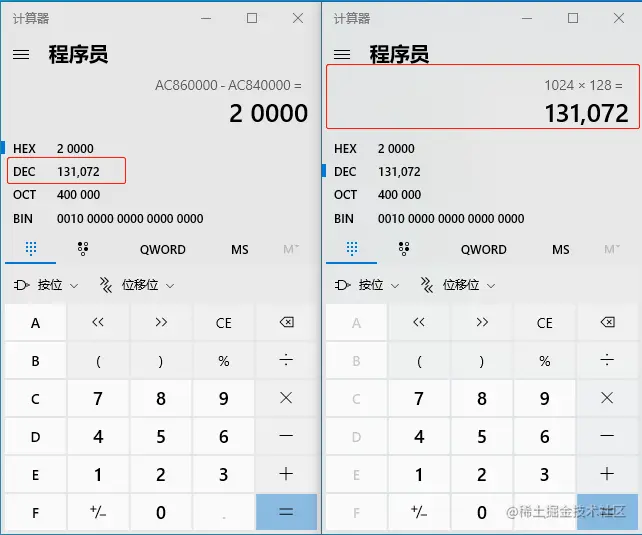 计算器
程序员
AC860000 - AC840000 =
2 0000
HEX 2 0000
DEC 131,072
OCT 400 000
BIN 0010 0000 0000 0000 0000
QWORD MS M˅
按位 移位位
A << >> CE
B ( ) % ÷
C 7 8 9 ×
D 4 5 6 −
E 1 2 3 +
F +/− 0 . =
计算器
程序员
1024 × 128 =
131,072
HEX 2 0000
DEC 131,072
OCT 400 000
BIN 0010 0000 0000 0000 0000
QWORD MS M˅
按位 位移位
A << >> CE
B ( ) % ÷
C 7 8 9 ×
D 4 5 6 −
E 1 2 3 +
F +/− 0 =
@稀土掘金技术社区